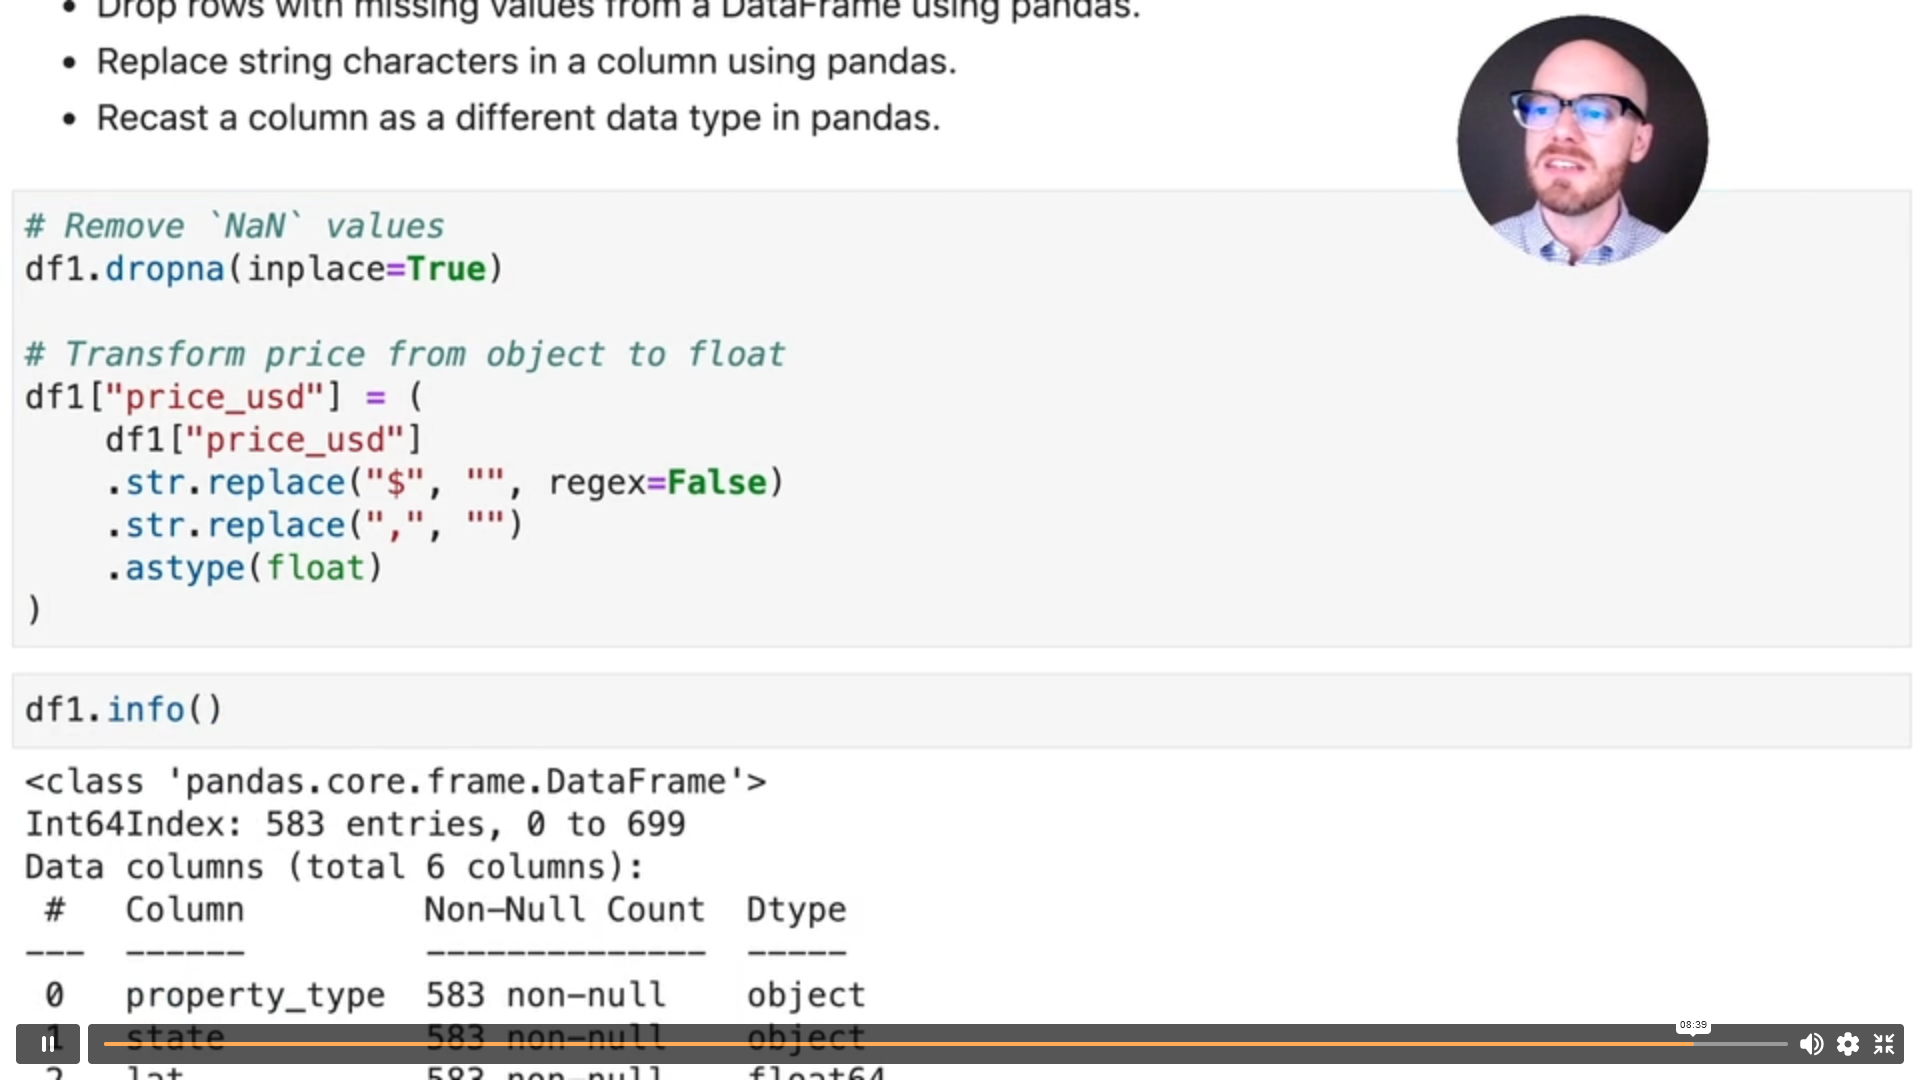 • Drop rows with missing values from a DataFrame using pandas.
• Replace string characters in a column using pandas.
• Recast a column as a different data type in pandas.
# Remove `NaN` values
df1.dropna(inplace=True)
# Transform price from object to float
df1["price_usd"] = (
    df1["price_usd"]
    .str.replace("$", "", regex=False)
    .str.replace(",", "")
    .astype(float)
)
df1.info()
<class 'pandas.core.frame.DataFrame'>
Int64Index: 583 entries, 0 to 699
Data columns (total 6 columns):
 #   Column         Non-Null Count  Dtype
---  ------         --------------  -----
 0   property_type  583 non-null    object
 1   state          583 non-null    object
 2   lat            583 non-null    float64
08:39